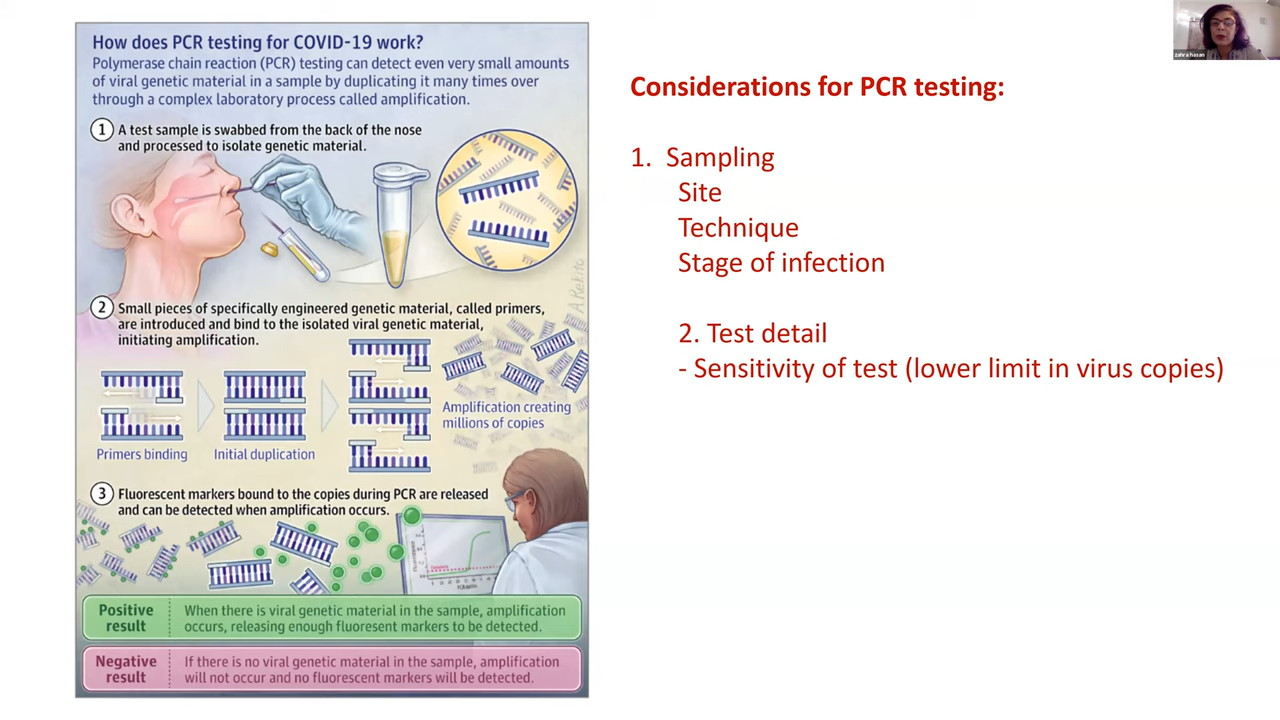 How does PCR testing for COVID-19 work?
Polymerase chain reaction (PCR) testing can detect even very small amounts
of viral genetic material in a sample by duplicating it many times over
through a complex laboratory process called amplification.
1 A test sample is swabbed from the back of the nose
and processed to isolate genetic material.
A. Rekito
2 Small pieces of specifically engineered genetic material, called primers,
are introduced and bind to the isolated viral genetic material,
initiating amplification.
Amplification creating
millions of copies
Primers binding
Initial duplication
3 Fluorescent markers bound to the copies during PCR are released
and can be detected when amplification occurs.
Positive
result
When there is viral genetic material in the sample, amplification
occurs, releasing enough fluoresent markers to be detected.
Negative
result
If there is no viral genetic material in the sample, amplification
will not occur and no fluorescent markers will be detected.
Considerations for PCR testing:
1. Sampling
Site
Technique
Stage of infection
2. Test detail
- Sensitivity of test (lower limit in virus copies)
zahra hasan